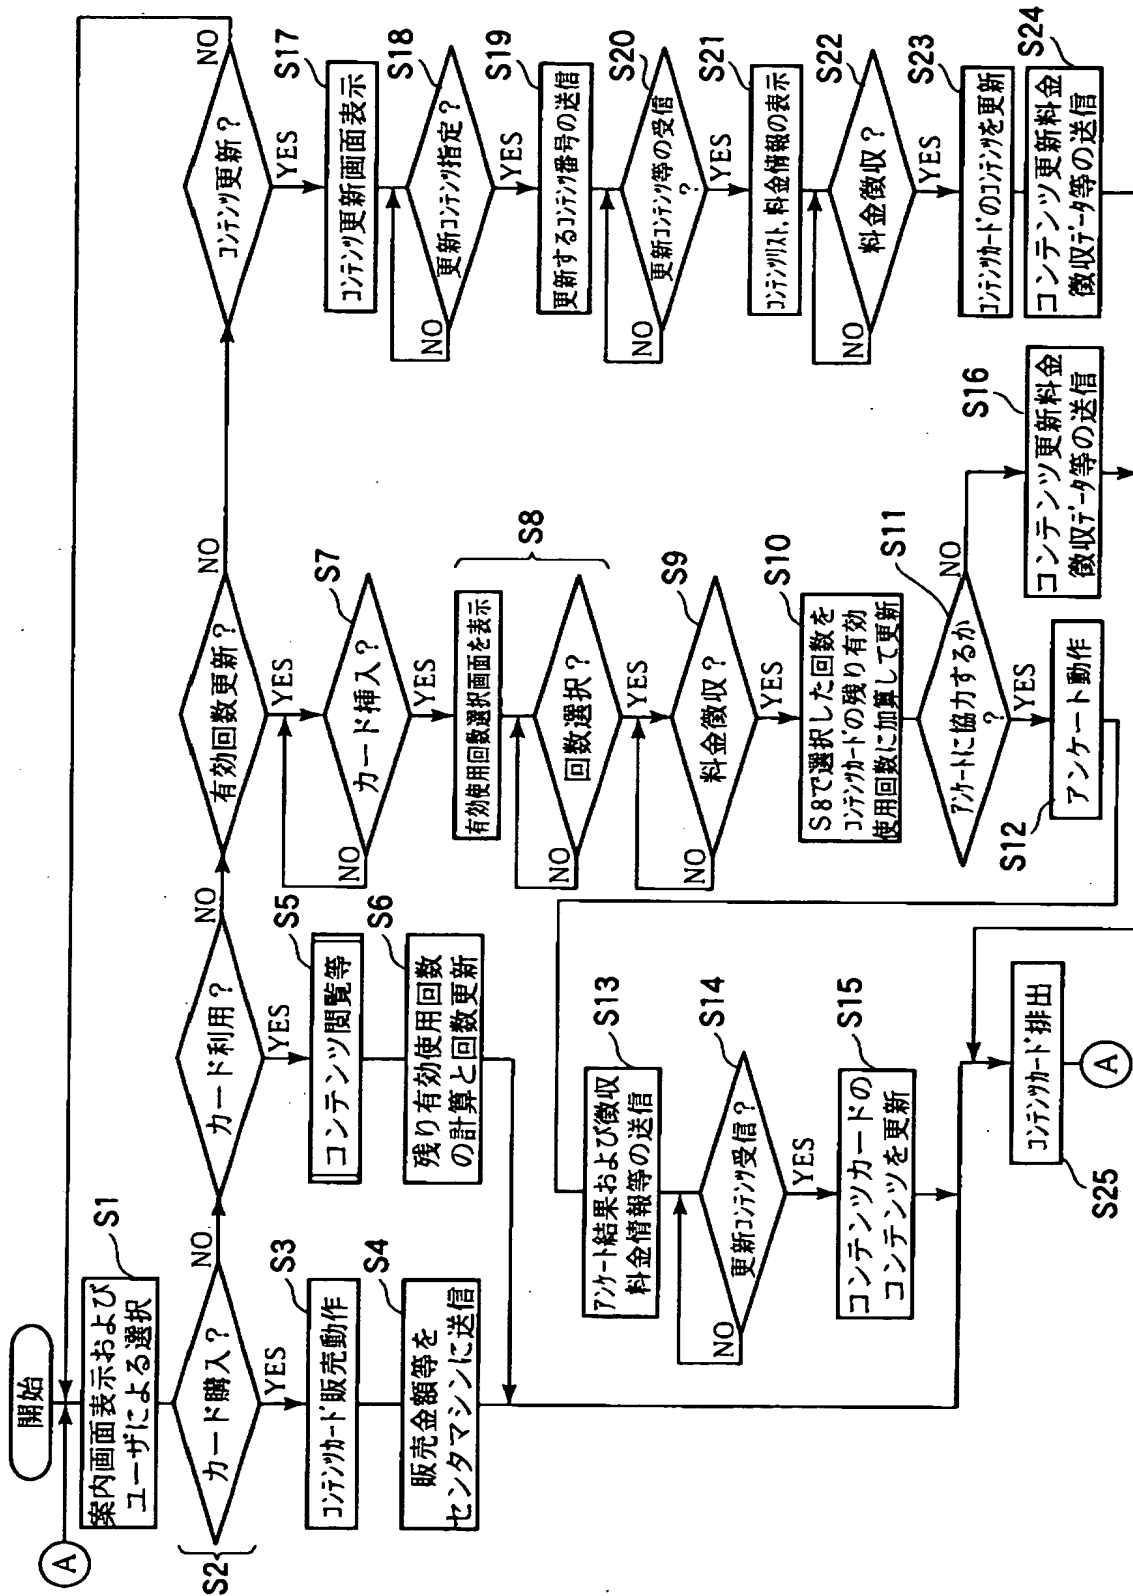 開始
A
案内画面表示および
ユーザによる選択
S1
S2
カード購入?
NO
YES
コンテンツカード販売動作
S3
販売金額等を
センタマシンに送信
S4
カード利用?
NO
YES
コンテンツ閲覧等
S5
残り有効使用回数
の計算と回数更新
S6
有効回数更新?
NO
YES
カード挿入?
S7
NO
YES
有効使用回数選択画面を表示
回数選択?
S8
NO
YES
料金徴収?
S9
NO
YES
S8で選択した回数を
コンテンツカードの残り有効
使用回数に加算して更新
S10
アンケートに協力するか
?
S11
NO
YES
アンケート動作
S12
アンケート結果および徴収
料金情報等の送信
S13
更新コンテンツ受信?
S14
NO
YES
コンテンツカードの
コンテンツを更新
S15
コンテンツ更新料金
徴収データ等の送信
S16
コンテンツ更新?
NO
YES
コンテンツ更新画面表示
S17
更新コンテンツ指定?
S18
NO
YES
更新するコンテンツ番号の送信
S19
更新コンテンツ等の受信
?
S20
NO
YES
コンテンツリスト,料金情報の表示
S21
料金徴収?
S22
NO
YES
コンテンツカードのコンテンツを更新
S23
コンテンツ更新料金
徴収データ等の送信
S24
コンテンツカード排出
S25
A